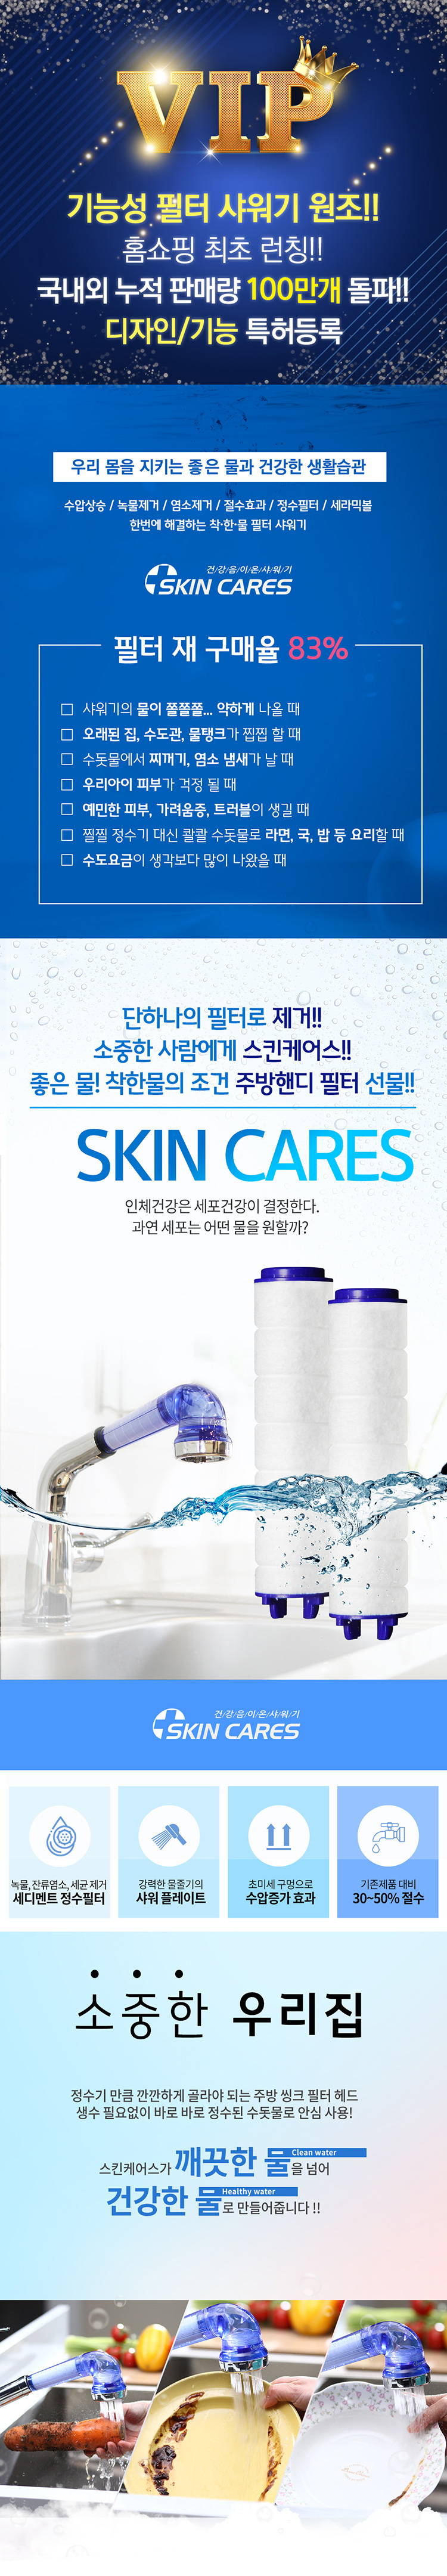 VIP
기능성 필터 샤워기 원조!!
홈쇼핑 최초 런칭!!
국내외 누적 판매량 100만개 돌파!!
디자인/기능 특허등록
우리 몸을 지키는 좋은 물과 건강한 생활습관
수압상승 / 녹물제거 / 염소제거 / 절수효과 / 정수필터 / 세라믹볼
한번에 해결하는 착·한·물 필터 샤워기
건/강/음/이/온/샤/워/기
SKIN CARES
필터 재 구매율 83%
샤워기의 물이 쫄쫄쫄... 약하게 나올 때
오래된 집, 수도관, 물탱크가 찝찝 할 때
수돗물에서 찌꺼기, 염소 냄새가 날 때
우리아이 피부가 걱정 될 때
예민한 피부, 가려움증, 트러블이 생길 때
찔찔 정수기 대신 콸콸 수돗물로 라면, 국, 밥 등 요리할 때
수도요금이 생각보다 많이 나왔을 때
단하나의 필터로 제거!!
소중한 사람에게 스킨케어스!!
좋은 물! 착한물의 조건 주방핸디 필터 선물!!
SKIN CARES
인체건강은 세포건강이 결정한다.
과연 세포는 어떤 물을 원할까?
건/강/음/이/온/샤/워/기
SKIN CARES
녹물, 잔류염소, 세균 제거
세디멘트 정수필터
강력한 물줄기의
샤워 플레이트
초미세 구멍으로
수압증가 효과
기존제품 대비
30~50% 절수
소중한 우리집
정수기 만큼 깐깐하게 골라야 되는 주방 씽크 필터 헤드
생수 필요없이 바로 바로 정수된 수돗물로 안심 사용!
Clean water
스킨케어스가 깨끗한 물을 넘어
Healthy water
건강한 물로 만들어줍니다 !!